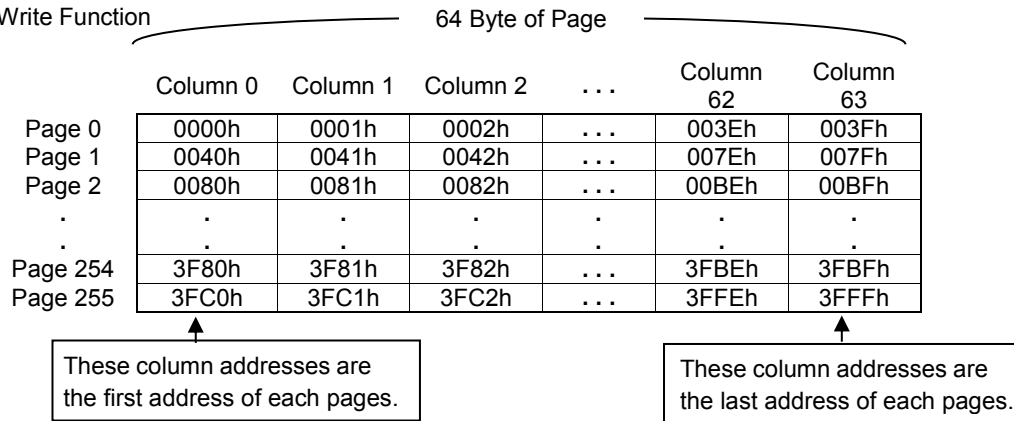 Write Function
64 Byte of Page
Column 0 Column 1 Column 2 . . . Column 62 Column 63
Page 0 0000h 0001h 0002h . . . 003Eh 003Fh
Page 1 0040h 0041h 0042h . . . 007Eh 007Fh
Page 2 0080h 0081h 0082h . . . 00BEh 00BFh
. . . . . . .
. . . . . . .
Page 254 3F80h 3F81h 3F82h . . . 3FBEh 3FBFh
Page 255 3FC0h 3FC1h 3FC2h . . . 3FFEh 3FFFh
These column addresses are
the first address of each pages.
These column addresses are
the last address of each pages.